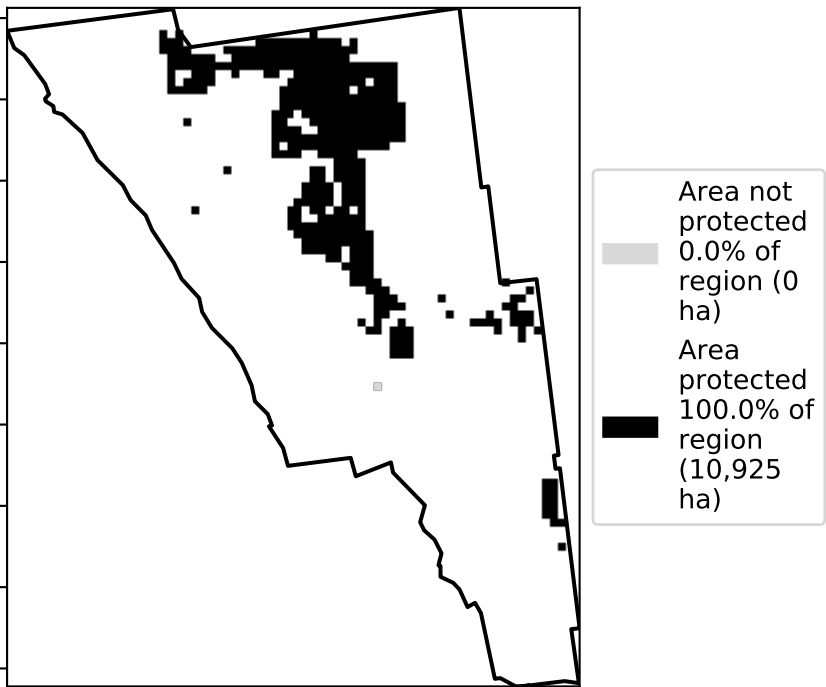 Area not
protected
0.0% of
region (0
ha)
Area
protected
100.0% of
region
(10,925
ha)